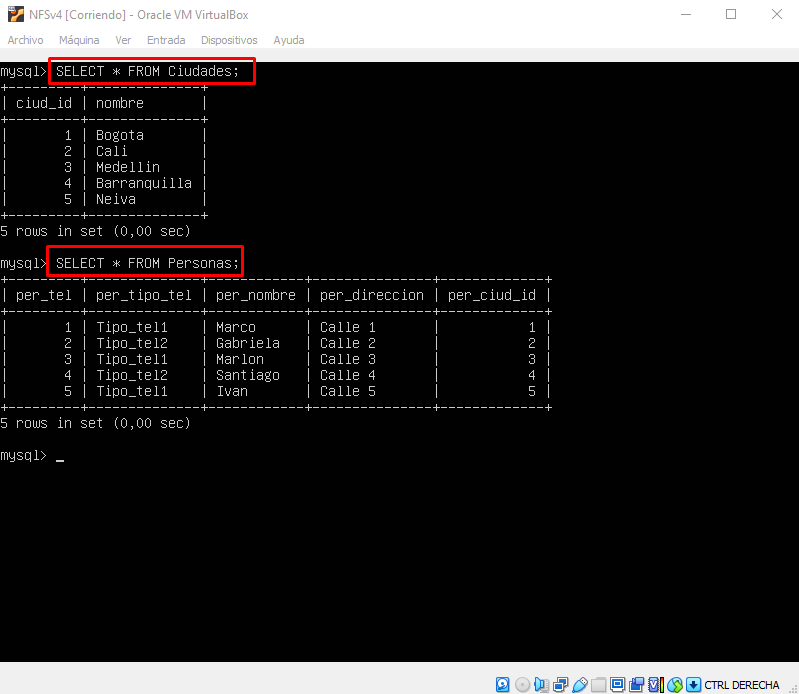 NFSv4 [Corriendo] - Oracle VM VirtualBox
Archivo Máquina Ver Entrada Dispositivos Ayuda
mysql> SELECT * FROM Ciudades;
+---------+--------------+
| ciud_id | nombre       |
+---------+--------------+
|       1 | Bogota       |
|       2 | Cali         |
|       3 | Medellin     |
|       4 | Barranquilla |
|       5 | Neiva        |
+---------+--------------+
5 rows in set (0,00 sec)
mysql> SELECT * FROM Personas;
+---------+--------------+------------+---------------+-------------+
| per_tel | per_tipo_tel | per_nombre | per_direccion | per_ciud_id |
+---------+--------------+------------+---------------+-------------+
|       1 | Tipo_tel1    | Marco      | Calle 1       |           1 |
|       2 | Tipo_tel2    | Gabriela   | Calle 2       |           2 |
|       3 | Tipo_tel1    | Marlon     | Calle 3       |           3 |
|       4 | Tipo_tel2    | Santiago   | Calle 4       |           4 |
|       5 | Tipo_tel1    | Ivan       | Calle 5       |           5 |
+---------+--------------+------------+---------------+-------------+
5 rows in set (0,00 sec)
mysql> _
CTRL DERECHA